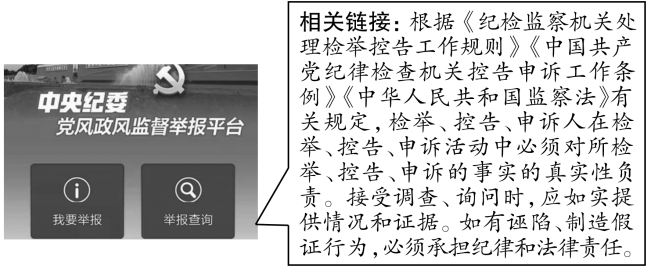 中央纪委
党风政风监督举报平台
我要举报
举报查询
相关链接：根据《纪检监察机关处
理检举控告工作规则》《中国共产
党纪律检查机关控告申诉工作条
例》《中华人民共和国监察法》有
关规定，检举、控告、申诉人在检
举、控告、申诉活动中必须对所检
举、控告、申诉的事实的真实性负
责。接受调查、询问时，应如实提
供情况和证据。如有诬陷、制造假
证行为，必须承担纪律和法律责任。